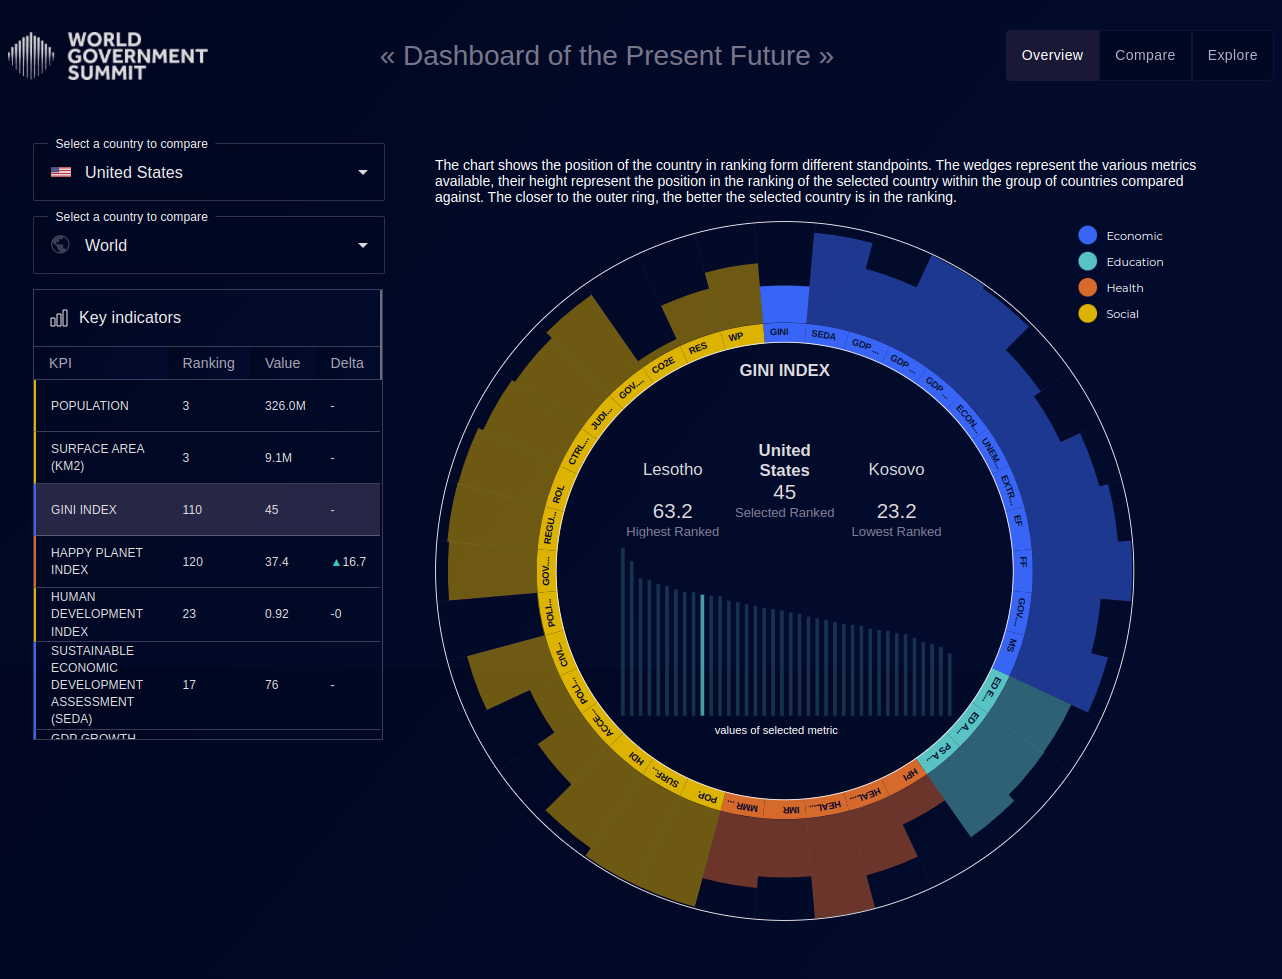 WORLD
GOVERNMENT
SUMMIT
« Dashboard of the Present Future »
Overview
Compare
Explore
Select a country to compare
United States
Select a country to compare
World
Key indicators
KPI Ranking Value Delta
POPULATION 3 326.0M -
SURFACE AREA
(KM2) 3 9.1M -
GINI INDEX 110 45 -
HAPPY PLANET
INDEX 120 37.4 ▲16.7
HUMAN
DEVELOPMENT
INDEX 23 0.92 -0
SUSTAINABLE
ECONOMIC
DEVELOPMENT
ASSESSMENT
(SEDA) 17 76 -
GDP GROWTH
The chart shows the position of the country in ranking form different standpoints. The wedges represent the various metrics
available, their height represent the position in the ranking of the selected country within the group of countries compared
against. The closer to the outer ring, the better the selected country is in the ranking.
Economic
Education
Health
Social
GINI
SEDA
GDP ...
GDP ...
GDP ...
ECON...
UNEM...
EXTR...
EF
FF
GOV....
MS
ED E...
ED A...
PS A...
HPI
HEAL...
HEAL...
IMR
MMR ...
POP.
SURF...
HDI
ACCE...
POLI...
CIVI...
POLI...
GOV....
REGU...
ROL
CTRL...
JUDI...
GOV....
CO2E
RES
WP
GINI INDEX
Lesotho
63.2
Highest Ranked
United
States
45
Selected Ranked
Kosovo
23.2
Lowest Ranked
values of selected metric